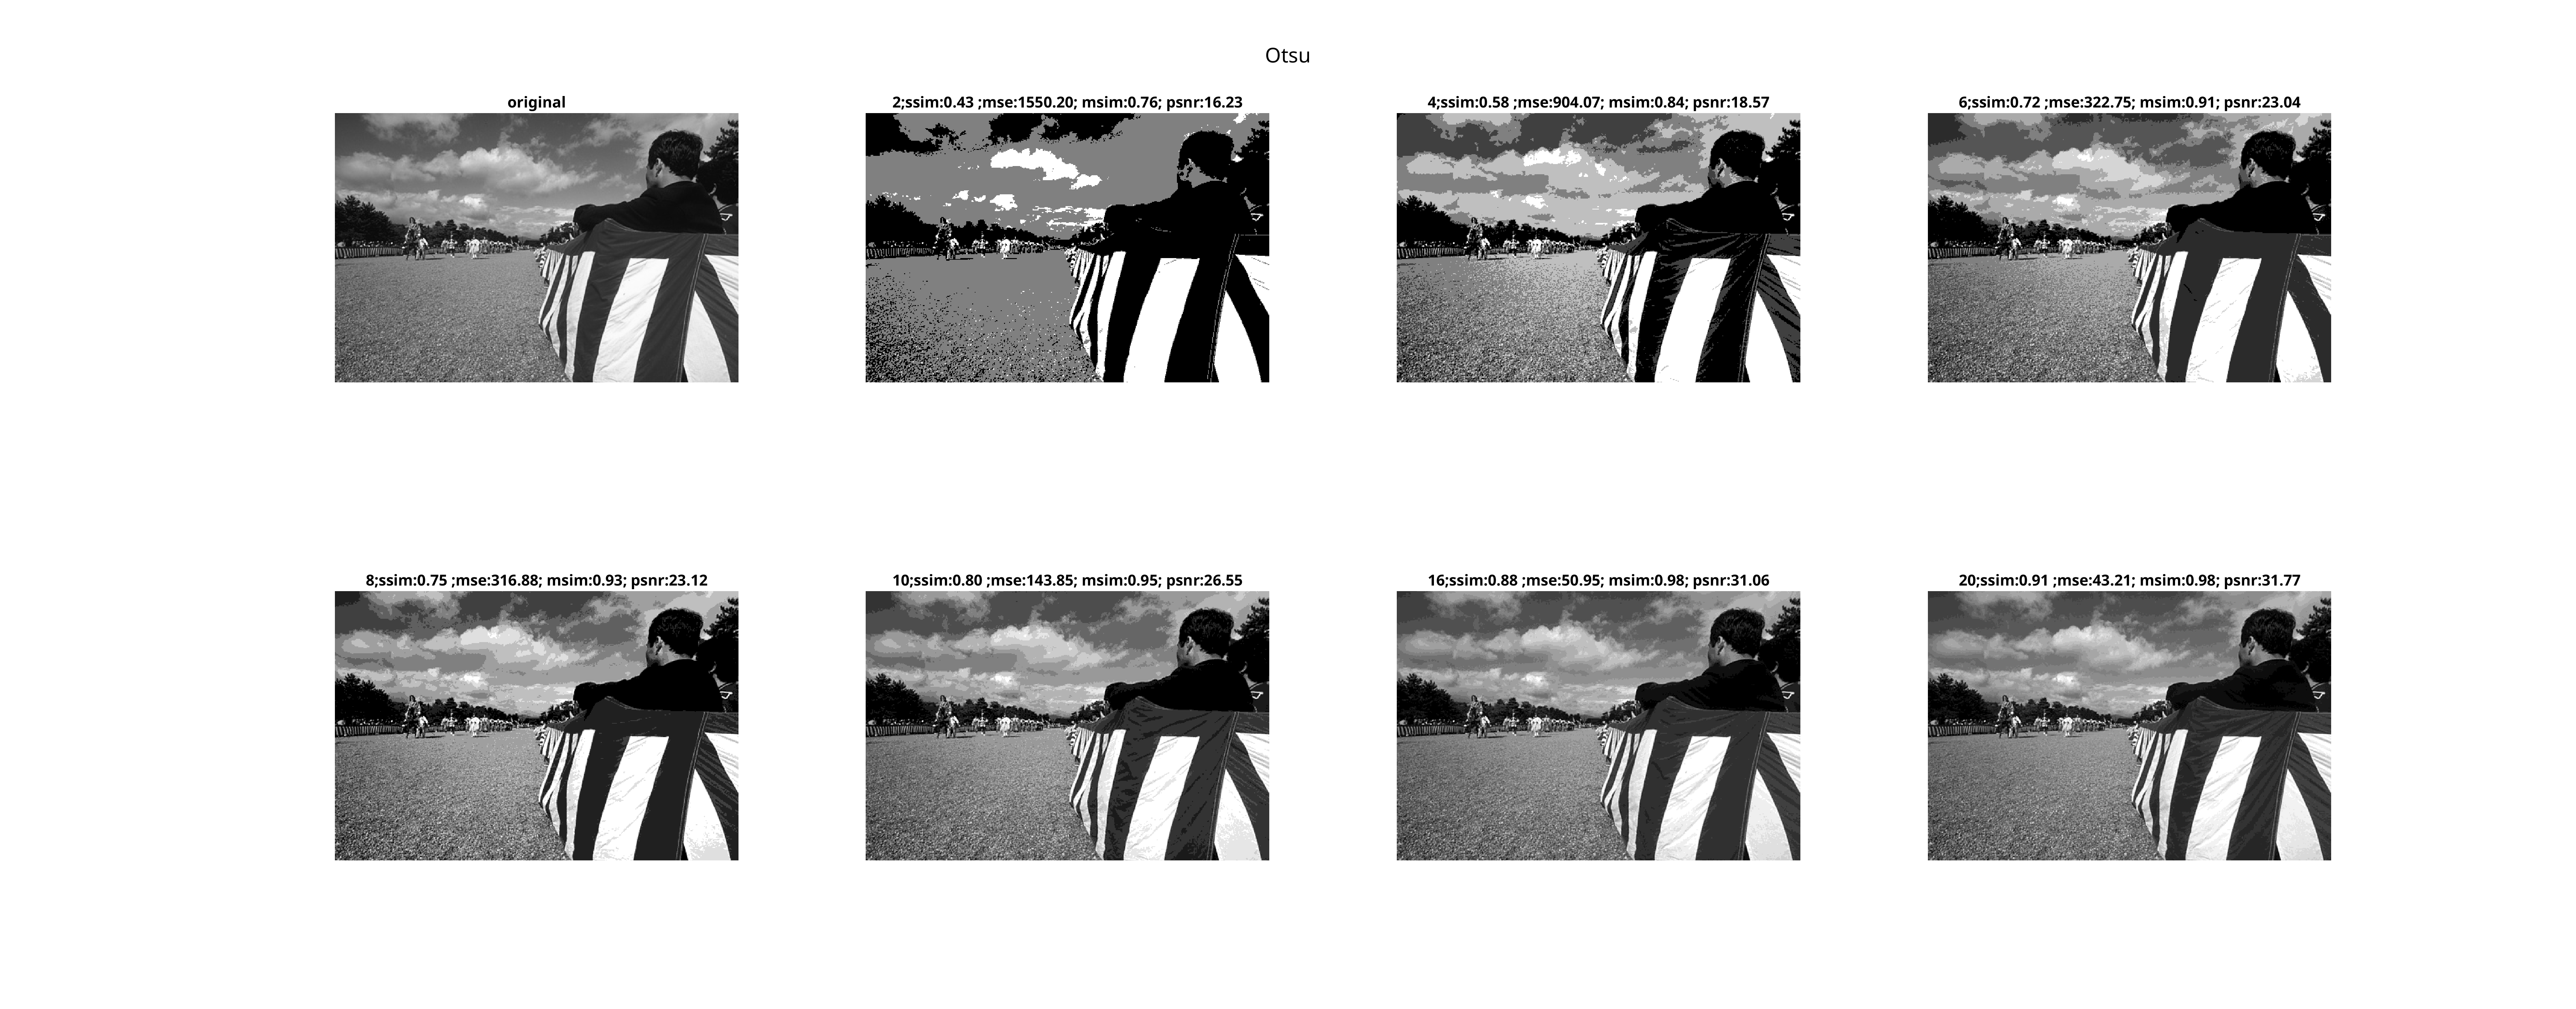 Otsu
original
2;ssim:0.43 ;mse:1550.20; msim:0.76; psnr:16.23
4;ssim:0.58 ;mse:904.07; msim:0.84; psnr:18.57
6;ssim:0.72 ;mse:322.75; msim:0.91; psnr:23.04
8;ssim:0.75 ;mse:316.88; msim:0.93; psnr:23.12
10;ssim:0.80 ;mse:143.85; msim:0.95; psnr:26.55
16;ssim:0.88 ;mse:50.95; msim:0.98; psnr:31.06
20;ssim:0.91 ;mse:43.21; msim:0.98; psnr:31.77